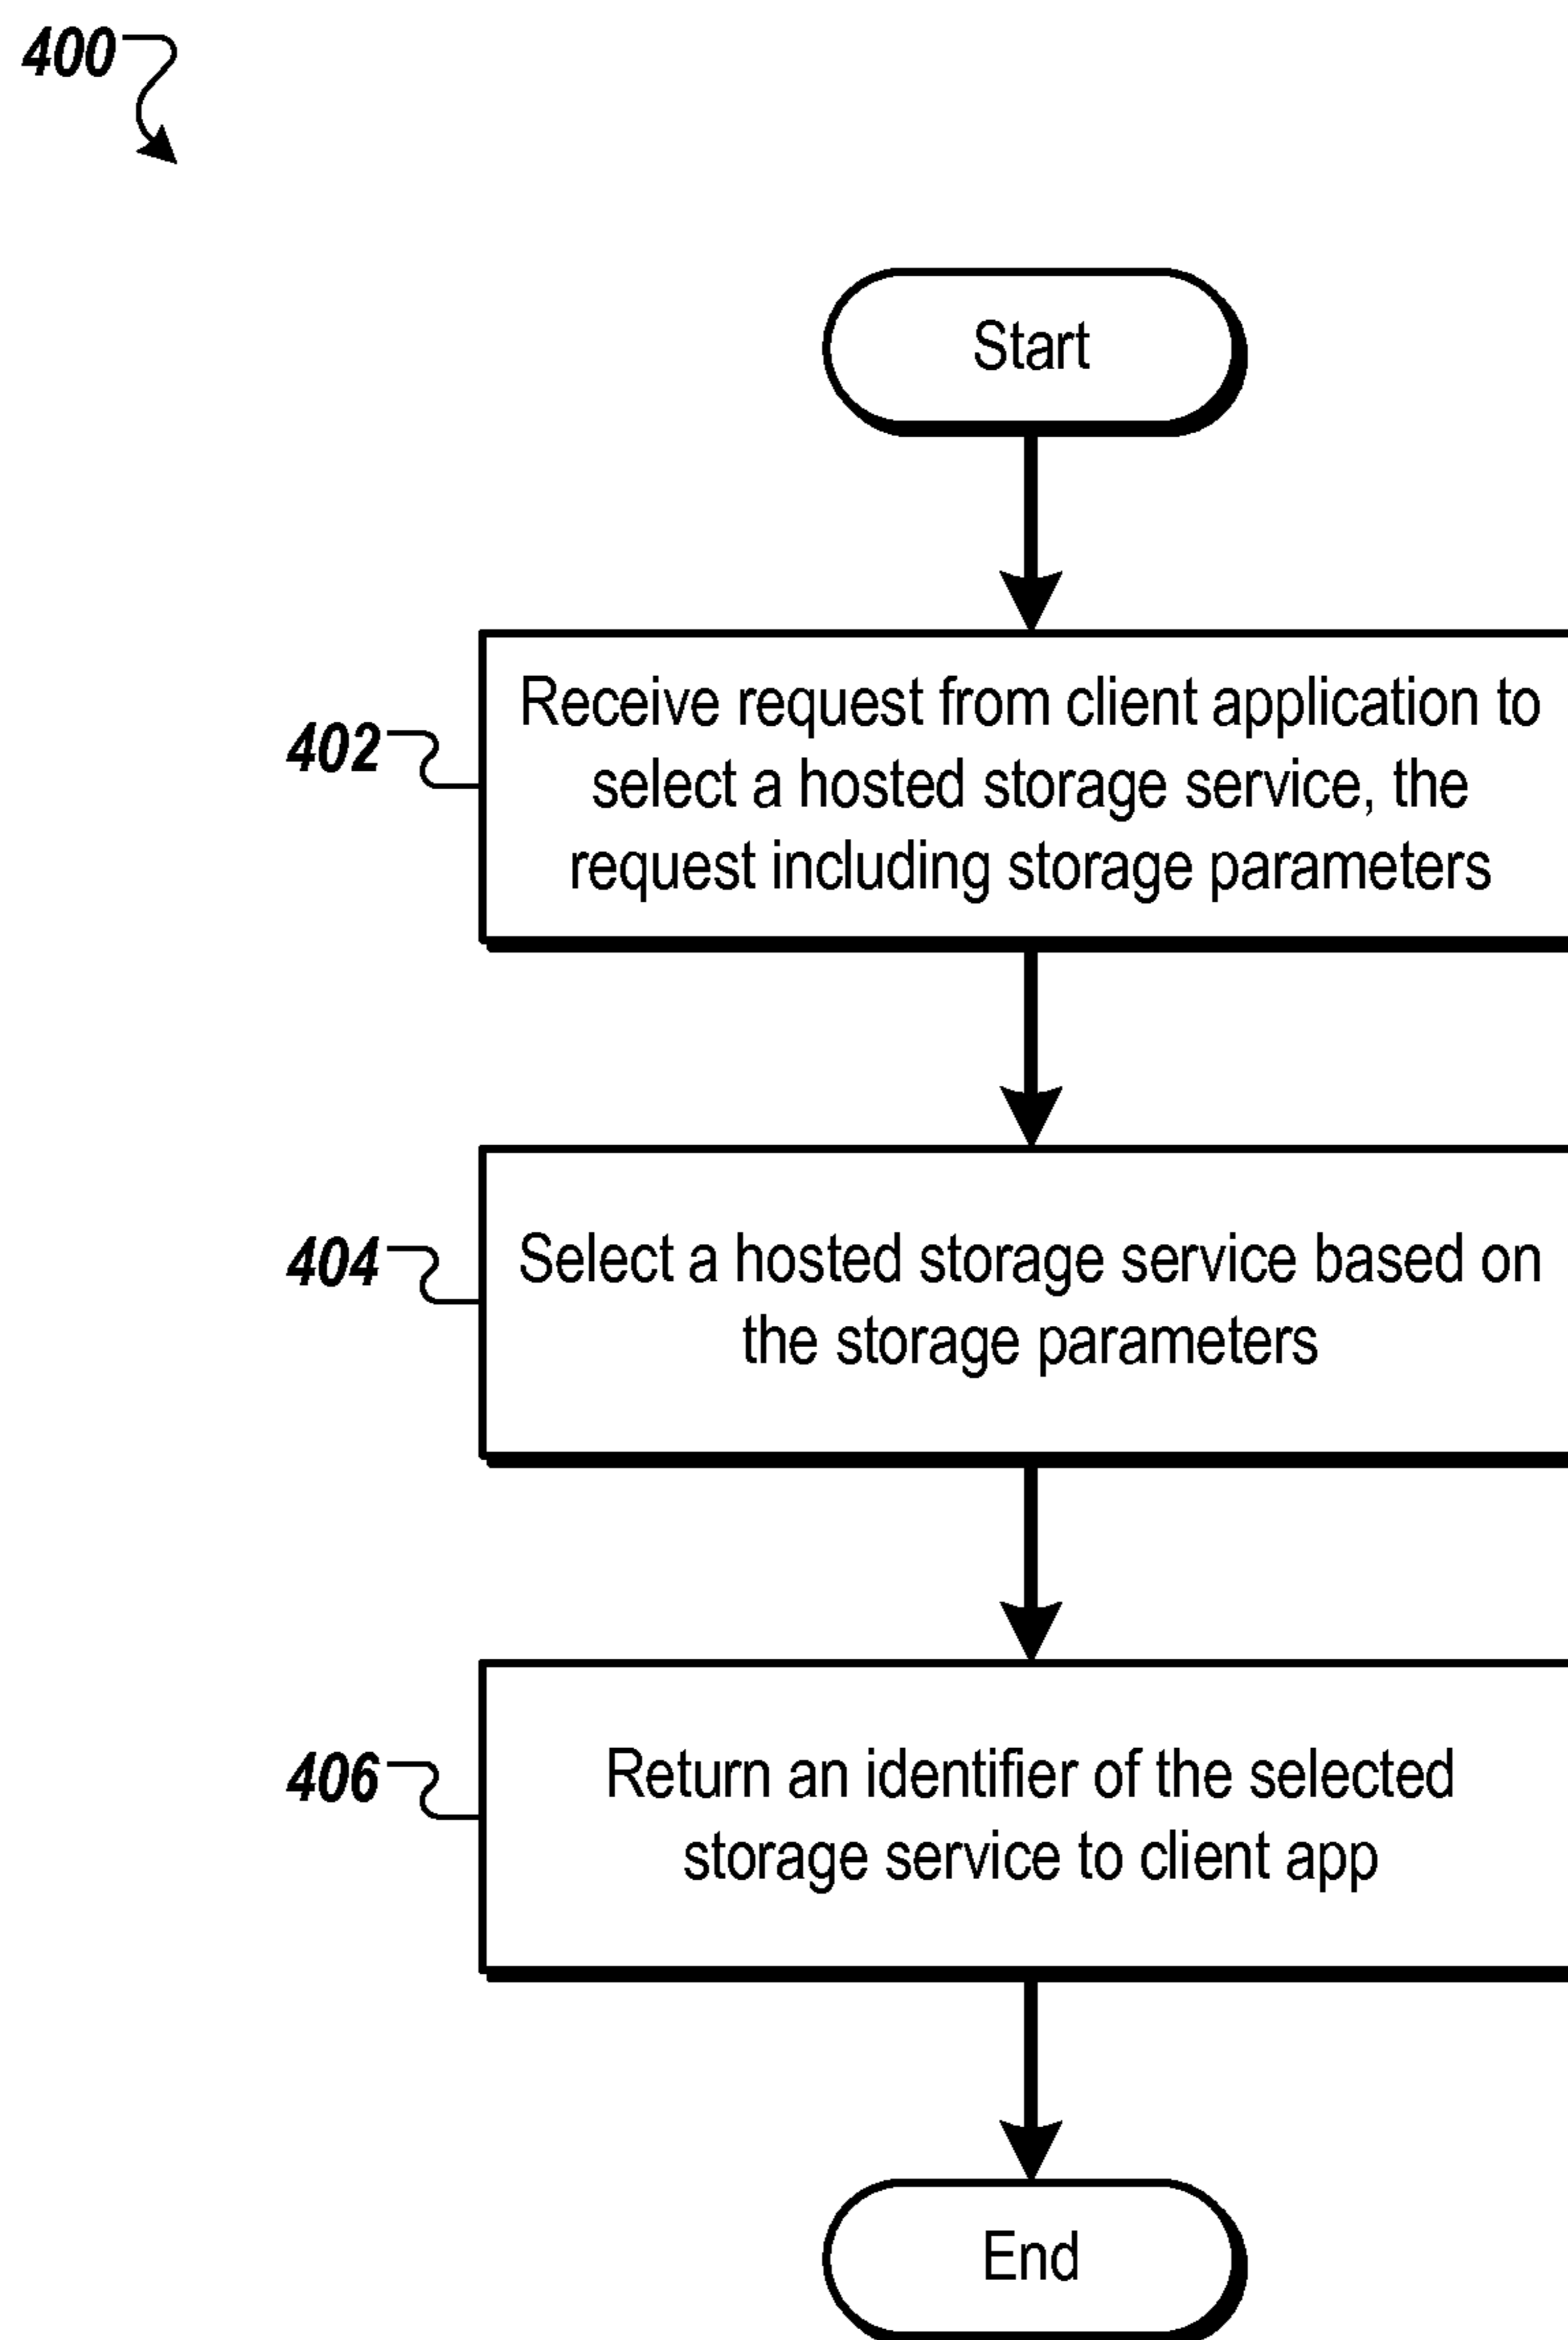 400
Start
402
Receive request from client application to
select a hosted storage service, the
request including storage parameters
404
Select a hosted storage service based on
the storage parameters
406
Return an identifier of the selected
storage service to client app
End